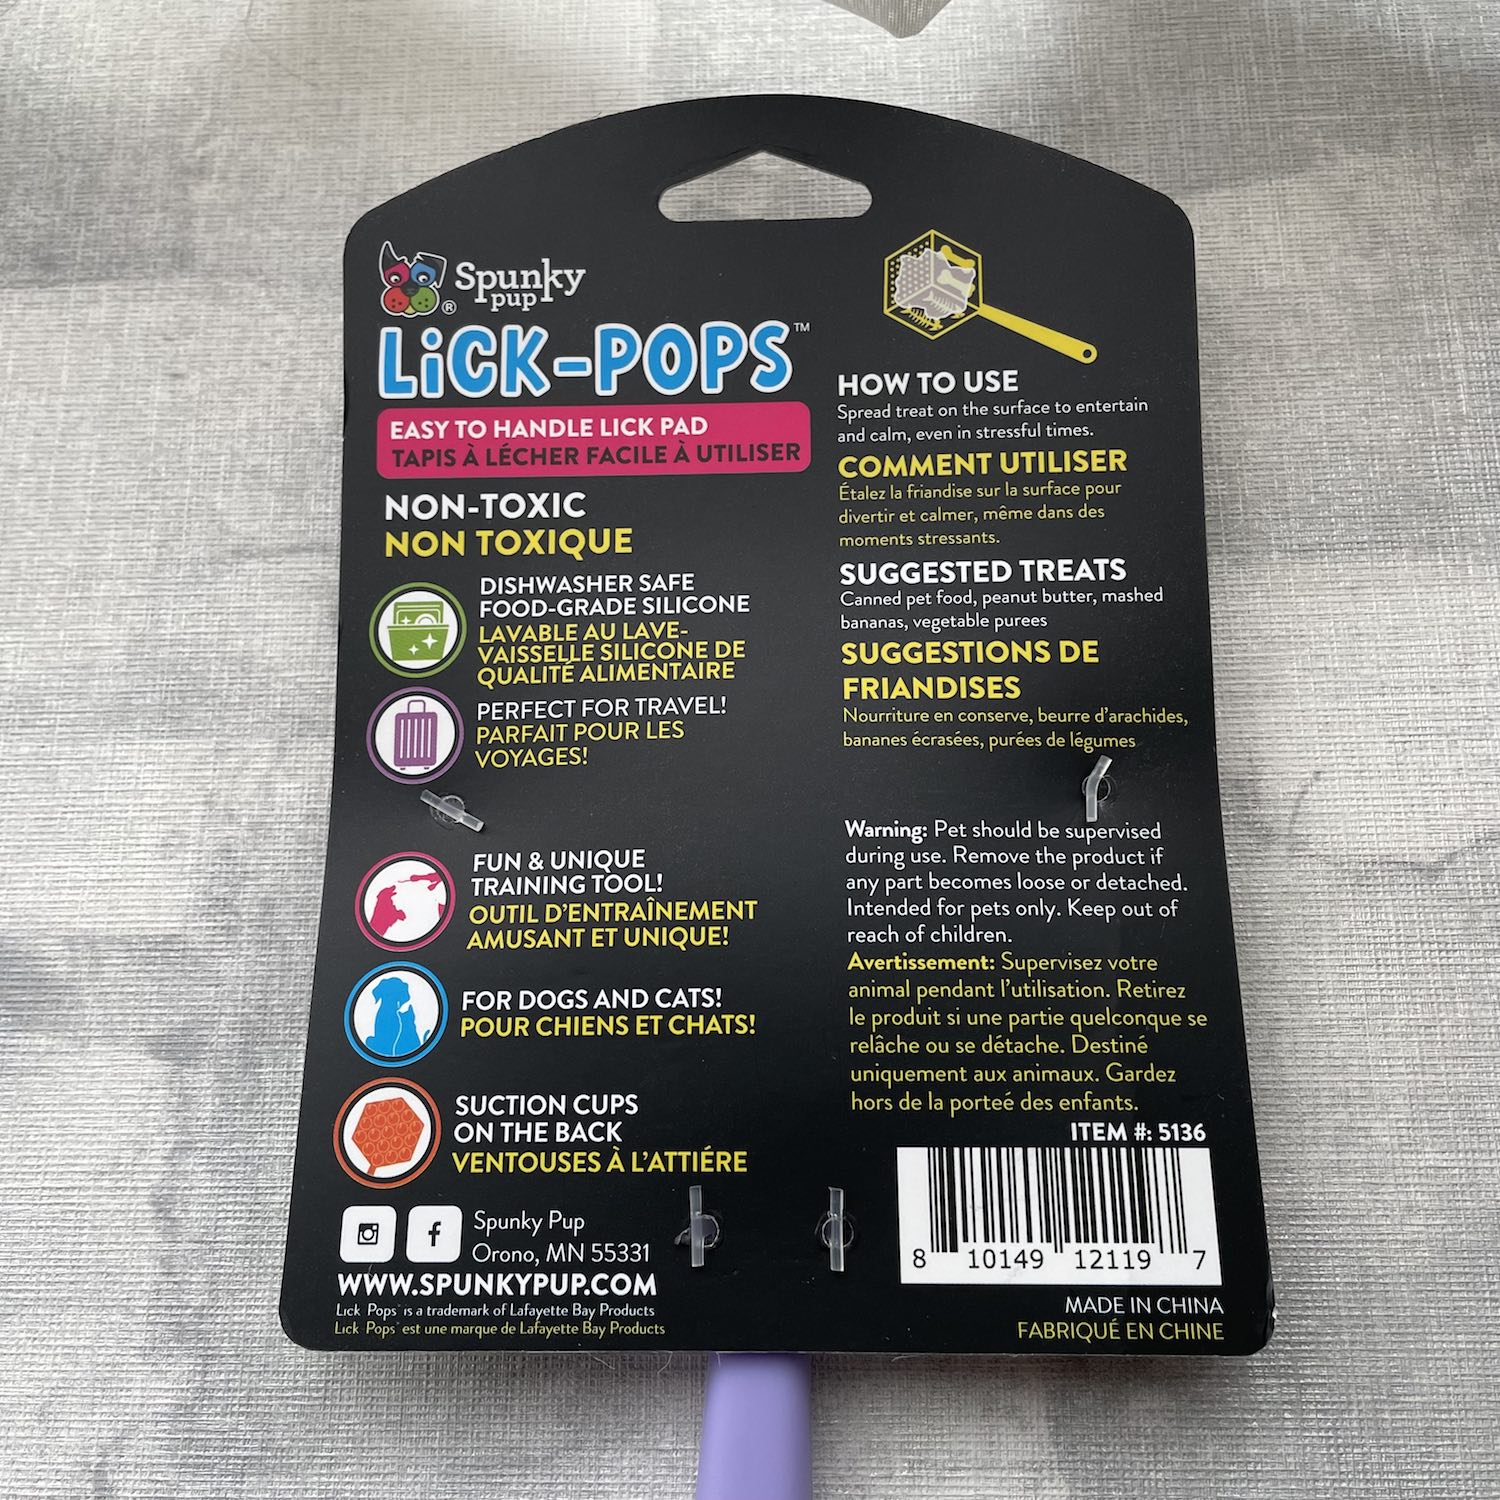 Spunky
pup®
LiCK-POPS™
EASY TO HANDLE LICK PAD
TAPIS À LÉCHER FACILE À UTILISER
NON-TOXIC
NON TOXIQUE
DISHWASHER SAFE
FOOD-GRADE SILICONE
LAVABLE AU LAVE-
VAISSELLE SILICONE DE
QUALITÉ ALIMENTAIRE
PERFECT FOR TRAVEL!
PARFAIT POUR LES
VOYAGES!
FUN & UNIQUE
TRAINING TOOL!
OUTIL D'ENTRAÎNEMENT
AMUSANT ET UNIQUE!
FOR DOGS AND CATS!
POUR CHIENS ET CHATS!
SUCTION CUPS
ON THE BACK
VENTOUSES À L'ATTIÉRE
Spunky Pup
Orono, MN 55331
WWW.SPUNKYPUP.COM
Lick Pops™ is a trademark of Lafayette Bay Products
Lick Pops™ est une marque de Lafayette Bay Products
HOW TO USE
Spread treat on the surface to entertain
and calm, even in stressful times.
COMMENT UTILISER
Étalez la friandise sur la surface pour
divertir et calmer, même dans des
moments stressants.
SUGGESTED TREATS
Canned pet food, peanut butter, mashed
bananas, vegetable purees
SUGGESTIONS DE
FRIANDISES
Nourriture en conserve, beurre d'arachides,
bananes écrasées, purées de légumes
Warning: Pet should be supervised
during use. Remove the product if
any part becomes loose or detached.
Intended for pets only. Keep out of
reach of children.
Avertissement: Supervisez votre
animal pendant l'utilisation. Retirez
le produit si une partie quelconque se
relâche ou se détache. Destiné
uniquement aux animaux. Gardez
hors de la porteé des enfants.
ITEM #: 5136
8 10149 12119 7
MADE IN CHINA
FABRIQUÉ EN CHINE